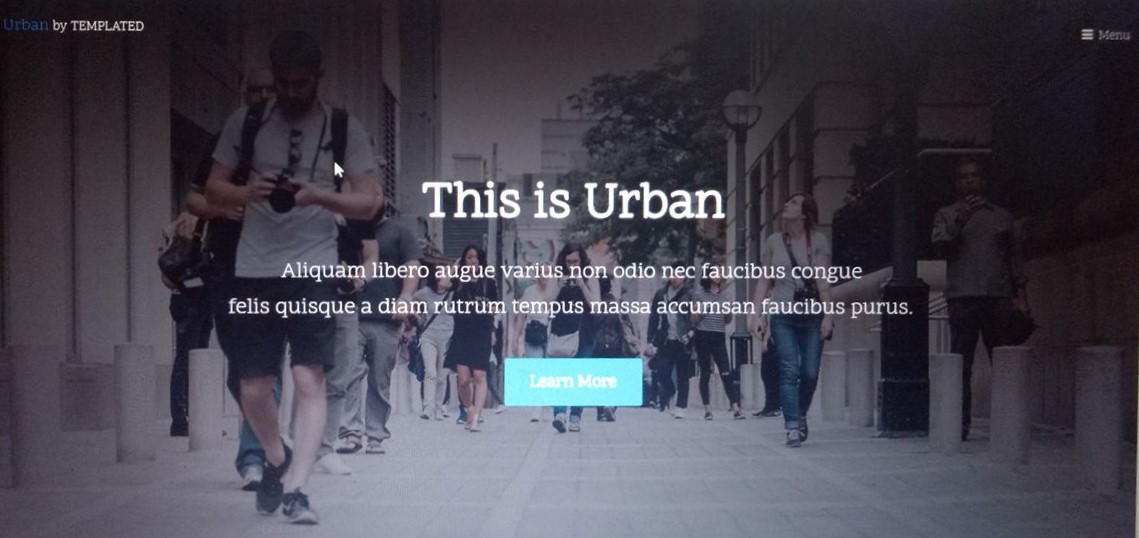 Urban by TEMPLATED
Menu
This is Urban
Aliquam libero augue varius non odio nec faucibus congue
felis quisque a diam rutrum tempus massa accumsan faucibus purus.
Learn More